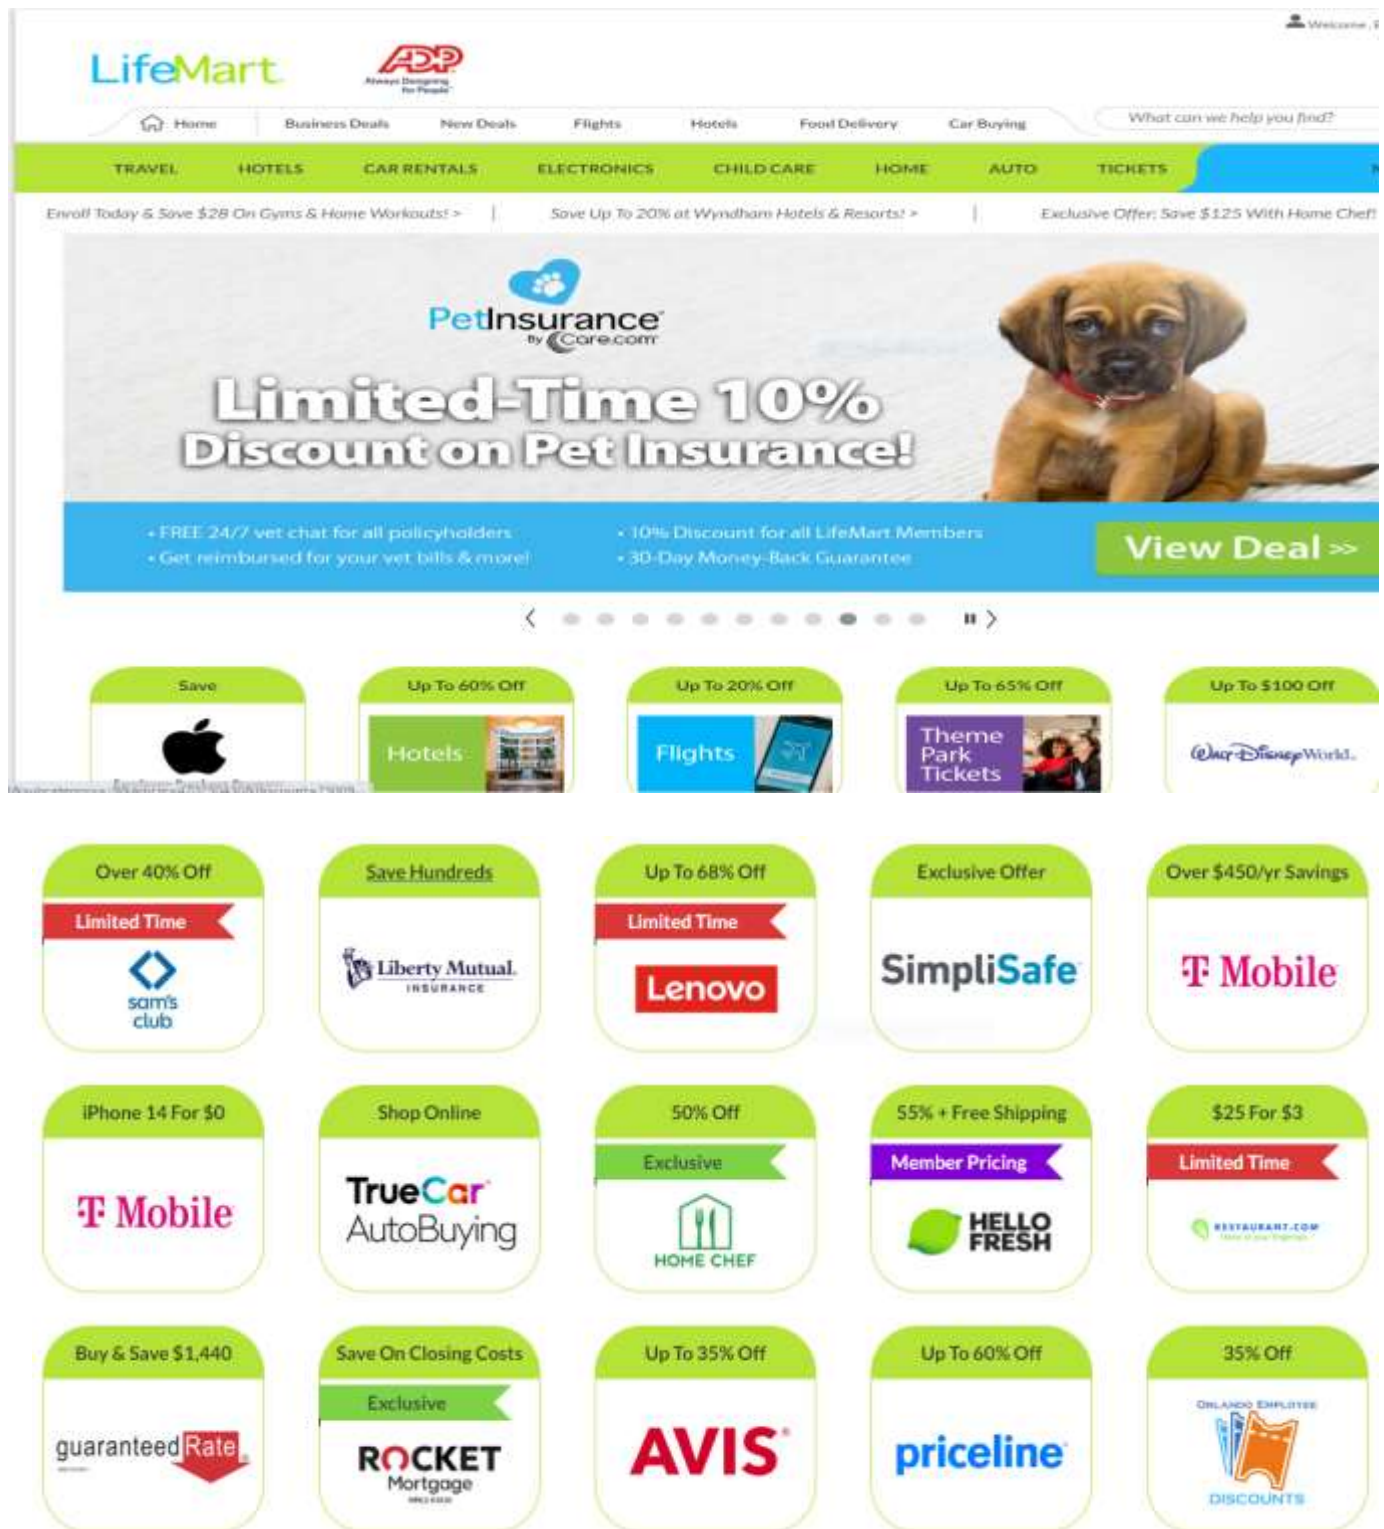 Welcome,
LifeMart
ADP
Always Designing
for People
Home Business Deals New Deals Flights Hotels Food Delivery Car Buying What can we help you find?
TRAVEL HOTELS CAR RENTALS ELECTRONICS CHILD CARE HOME AUTO TICKETS
Enroll Today & Save $28 On Gyms & Home Workouts! > | Save Up To 20% at Wyndham Hotels & Resorts! > | Exclusive Offer: Save $125 With Home Chef!
PetInsurance
by Care.com
Limited-Time 10%
Discount on Pet Insurance!
• FREE 24/7 vet chat for all policyholders • 10% Discount for all LifeMart Members
• Get reimbursed for your vet bills & more! • 30-Day Money-Back Guarantee
View Deal >>
Save Up To 60% Off Up To 20% Off Up To 65% Off Up To $100 Off
Hotels Flights Theme
Park
Tickets
Walt Disney World.
Over 40% Off Save Hundreds Up To 68% Off Exclusive Offer Over $450/yr Savings
Limited Time Limited Time
sam's
club
Liberty Mutual.
INSURANCE
Lenovo
SimpliSafe
T Mobile
iPhone 14 For $0 Shop Online 50% Off 55% + Free Shipping $25 For $3
Exclusive Member Pricing Limited Time
T Mobile
TrueCar
AutoBuying
HOME CHEF
HELLO
FRESH
RESTAURANT.COM
Buy & Save $1,440 Save On Closing Costs Up To 35% Off Up To 60% Off 35% Off
Exclusive
guaranteed Rate
ROCKET
Mortgage
AVIS
priceline
ORLANDO EMPLOYEE
DISCOUNTS